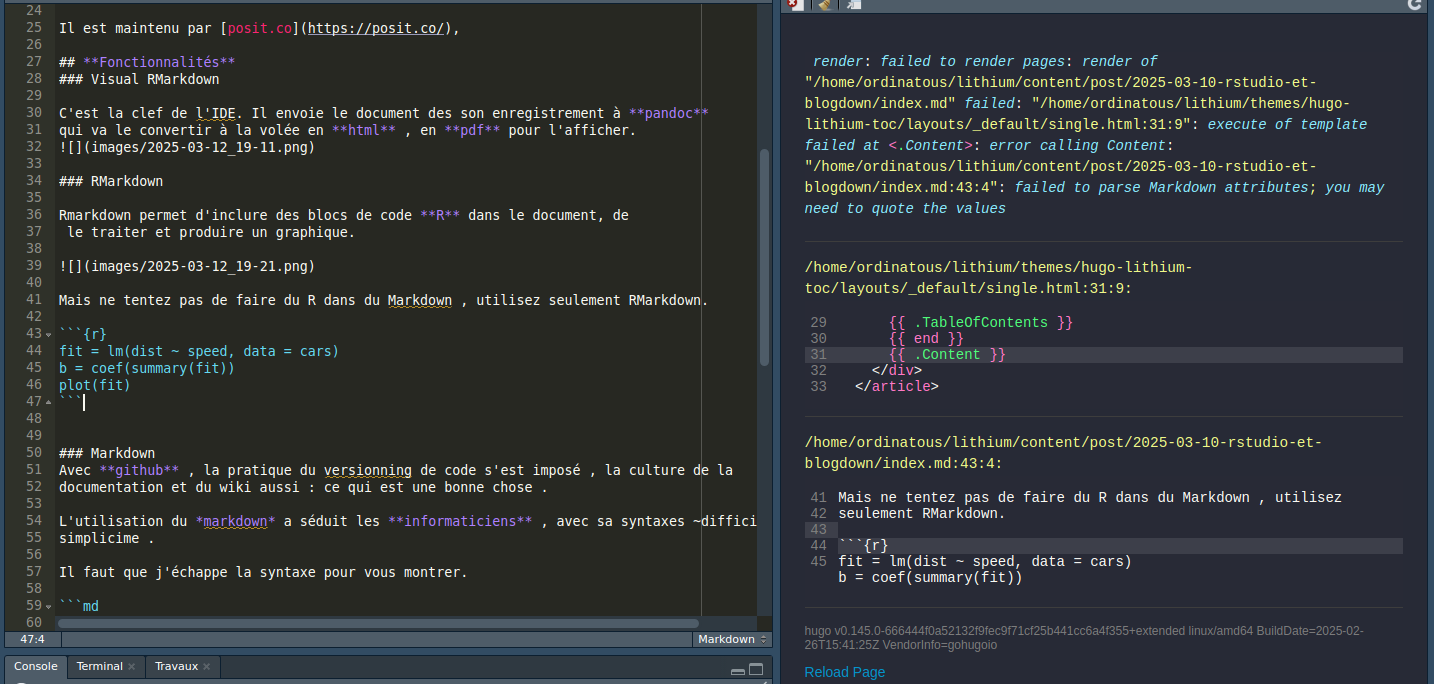 24
25 Il est maintenu par [posit.co](https://posit.co/),
26
27 ## **Fonctionnalités**
28 ### Visual RMarkdown
29
30 C'est la clef de l'IDE. Il envoie le document des son enregistrement à **pandoc**
31 qui va le convertir à la volée en **html** , en **pdf** pour l'afficher.
32 ![](images/2025-03-12_19-11.png)
33
34 ### RMarkdown
35
36 Rmarkdown permet d'inclure des blocs de code **R** dans le document, de
37  le traiter et produire un graphique.
38
39 ![](images/2025-03-12_19-21.png)
40
41 Mais ne tentez pas de faire du R dans du Markdown , utilisez seulement RMarkdown.
42
43 ```{r}
44 fit = lm(dist ~ speed, data = cars)
45 b = coef(summary(fit))
46 plot(fit)
47 ```
48
49
50 ### Markdown
51 Avec **github** , la pratique du versionning de code s'est imposé , la culture de la
52 documentation et du wiki aussi : ce qui est une bonne chose .
53
54 L'utilisation du *markdown* a séduit les **informaticiens** , avec sa syntaxes ~diffici
55 simplicime .
56
57 Il faut que j'échappe la syntaxe pour vous montrer.
58
59 ```md
60
47:4
Markdown
Console Terminal Travaux
render: failed to render pages: render of
"/home/ordinatous/lithium/content/post/2025-03-10-rstudio-et-
blogdown/index.md" failed: "/home/ordinatous/lithium/themes/hugo-
lithium-toc/layouts/_default/single.html:31:9": execute of template
failed at <.Content>: error calling Content:
"/home/ordinatous/lithium/content/post/2025-03-10-rstudio-et-
blogdown/index.md:43:4": failed to parse Markdown attributes; you may
need to quote the values
/home/ordinatous/lithium/themes/hugo-lithium-
toc/layouts/_default/single.html:31:9:
29 {{ .TableOfContents }}
30 {{ end }}
31 {{ .Content }}
32 </div>
33 </article>
/home/ordinatous/lithium/content/post/2025-03-10-rstudio-et-
blogdown/index.md:43:4:
41 Mais ne tentez pas de faire du R dans du Markdown , utilisez
42 seulement RMarkdown.
43
44 ```{r}
45 fit = lm(dist ~ speed, data = cars)
b = coef(summary(fit))
hugo v0.145.0-666444f0a52132f9fec9f71cf25b441cc6a4f355+extended linux/amd64 BuildDate=2025-02-
26T15:41:25Z VendorInfo=gohugoio
Reload Page